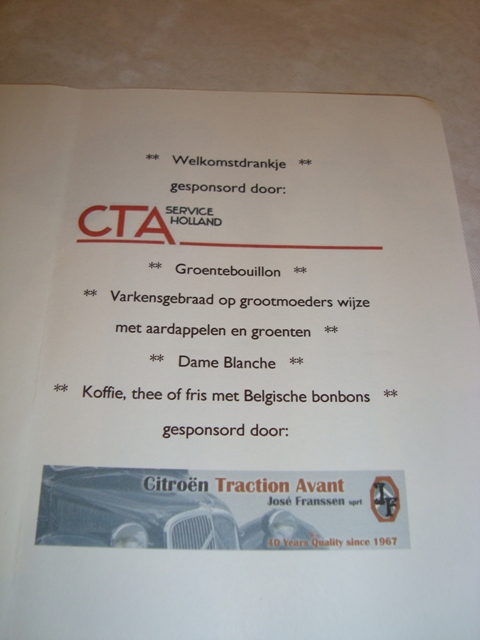 ** Welkomstdrankje **
gesponsord door:
CTA SERVICE HOLLAND
** Groentebouillon **
** Varkensgebraad op grootmoeders wijze
met aardappelen en groenten **
** Dame Blanche **
** Koffie, thee of fris met Belgische bonbons **
gesponsord door:
Citroën Traction Avant
José Franssen sprl
JF
40 Years Quality since 1967